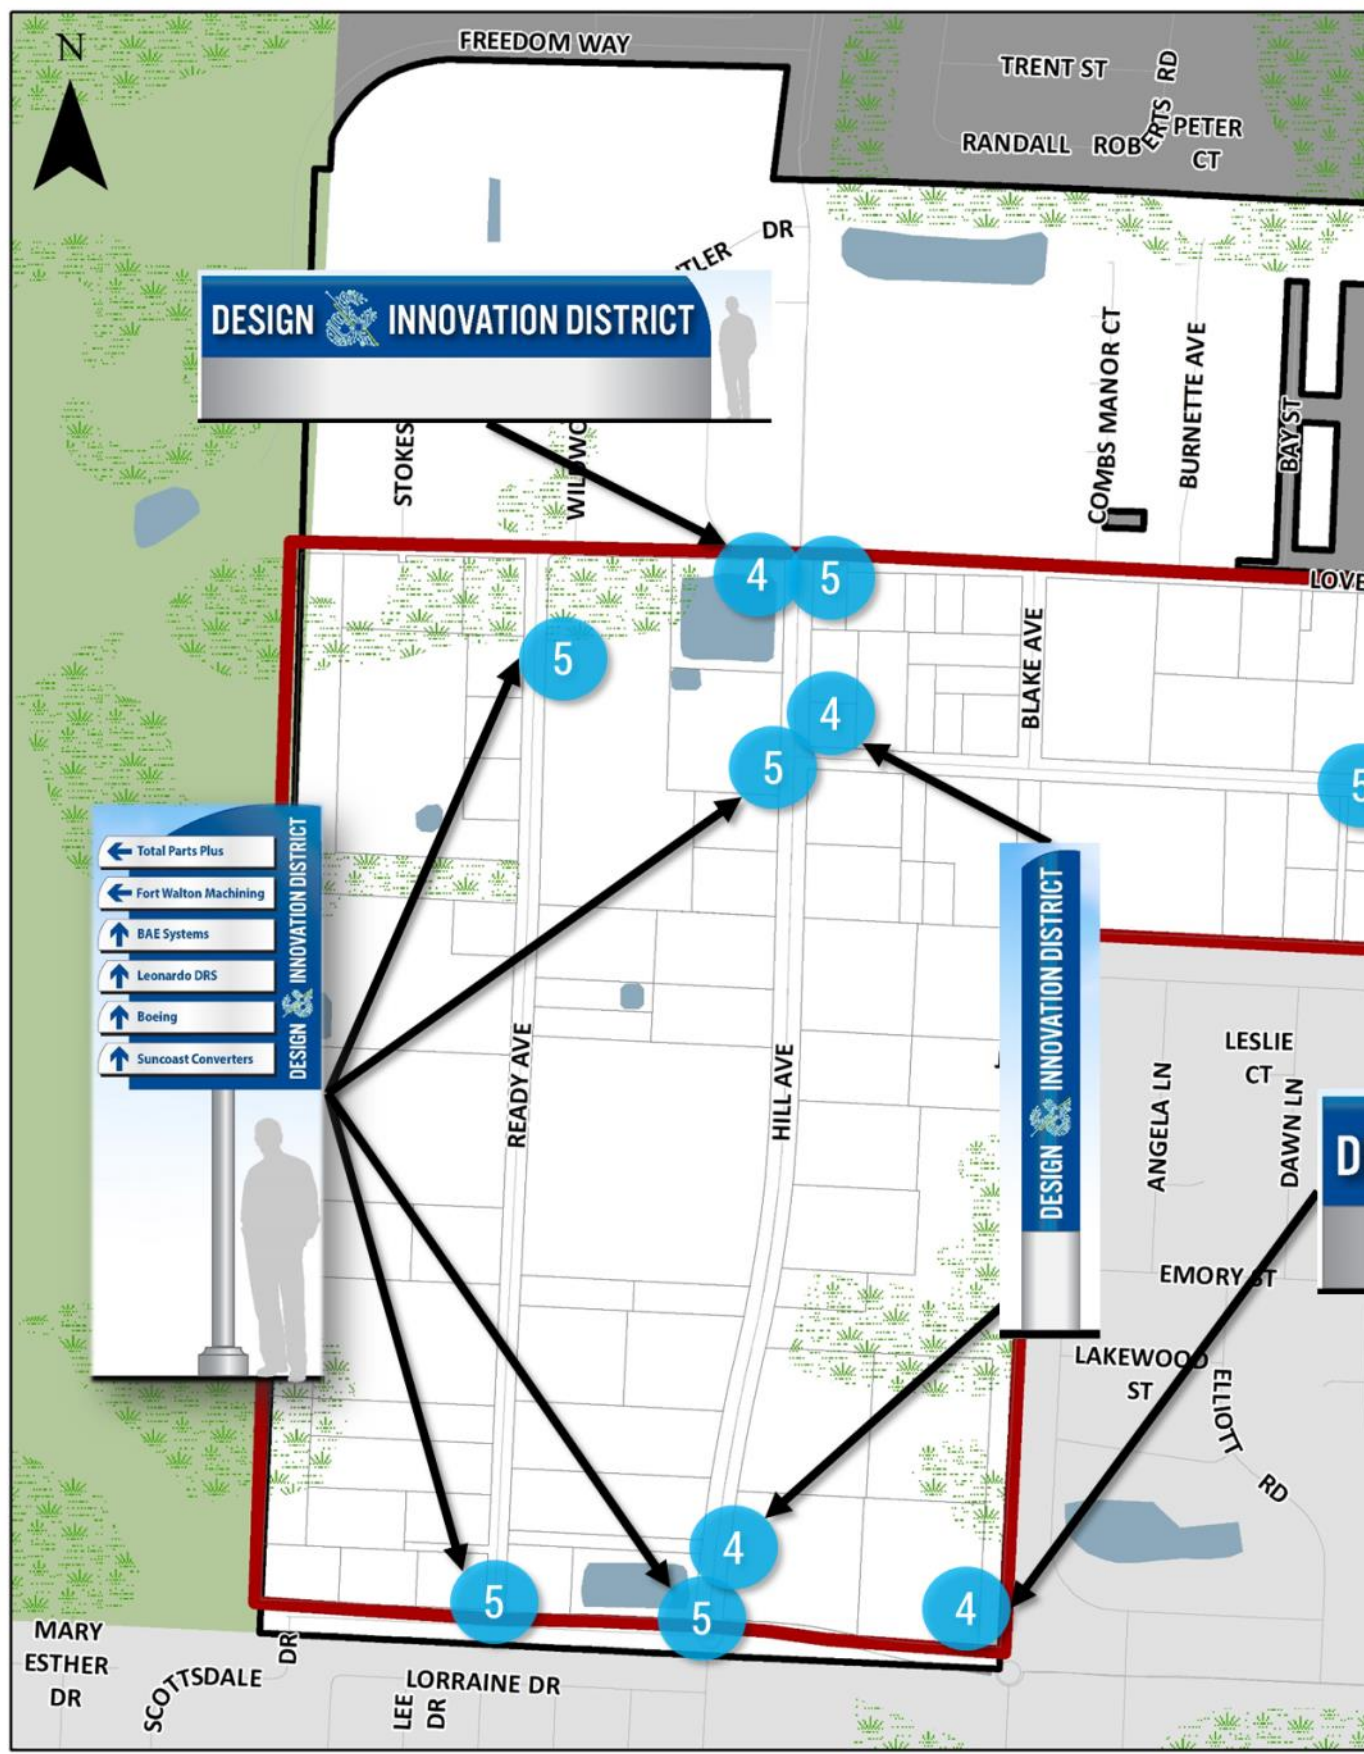 N
FREEDOM WAY
TRENT ST
ROBERTS RD
RANDALL
PETER
CT
DR
DESIGN & INNOVATION DISTRICT
STOKES
COMBS MANOR CT
BURNETTE AVE
BAY ST
4
5
LOVE
5
BLAKE AVE
4
5
5
Total Parts Plus
Fort Walton Machining
BAE Systems
Leonardo DRS
Boeing
Suncoast Converters
DESIGN & INNOVATION DISTRICT
DESIGN & INNOVATION DISTRICT
READY AVE
HILL AVE
LESLIE
CT
ANGELA LN
DAWN LN
D
EMORY ST
LAKEWOOD
ST
ELLIOTT
RD
4
5
5
4
MARY
ESTHER
DR
SCOTTSDALE
DR
LORRAINE DR
LEE
DR